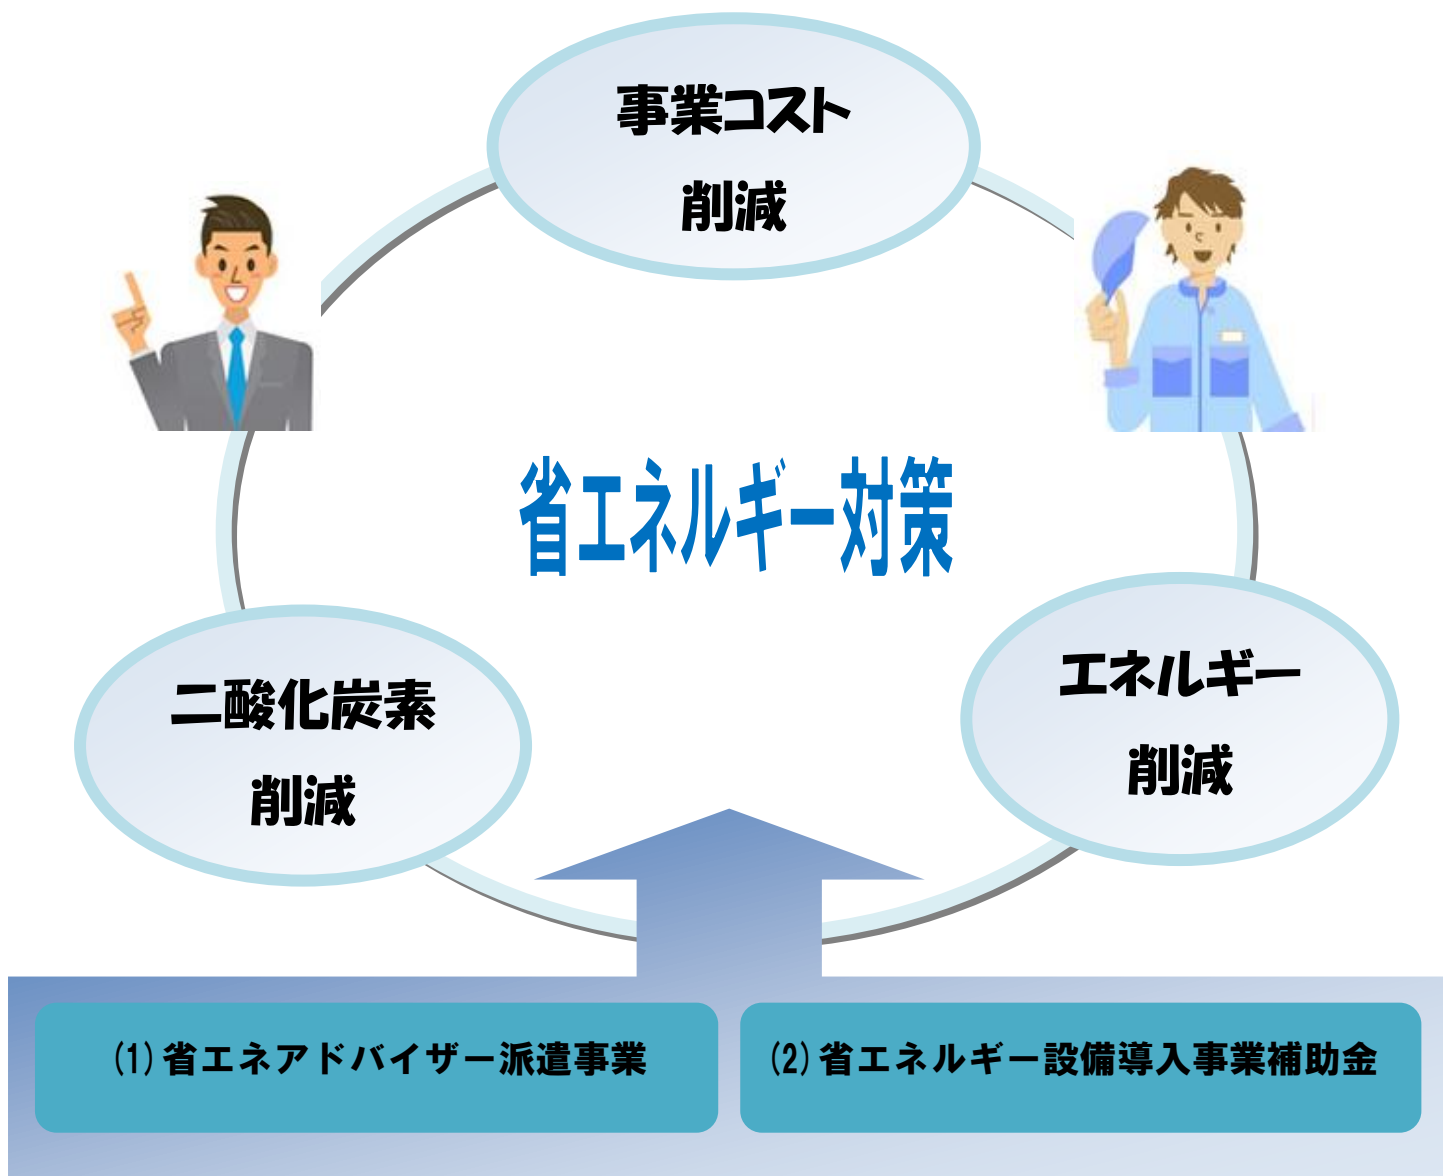 事業コスト
削減
省エネルギー対策
二酸化炭素
削減
エネルギー
削減
(1)省エネアドバイザー派遣事業
(2)省エネルギー設備導入事業補助金